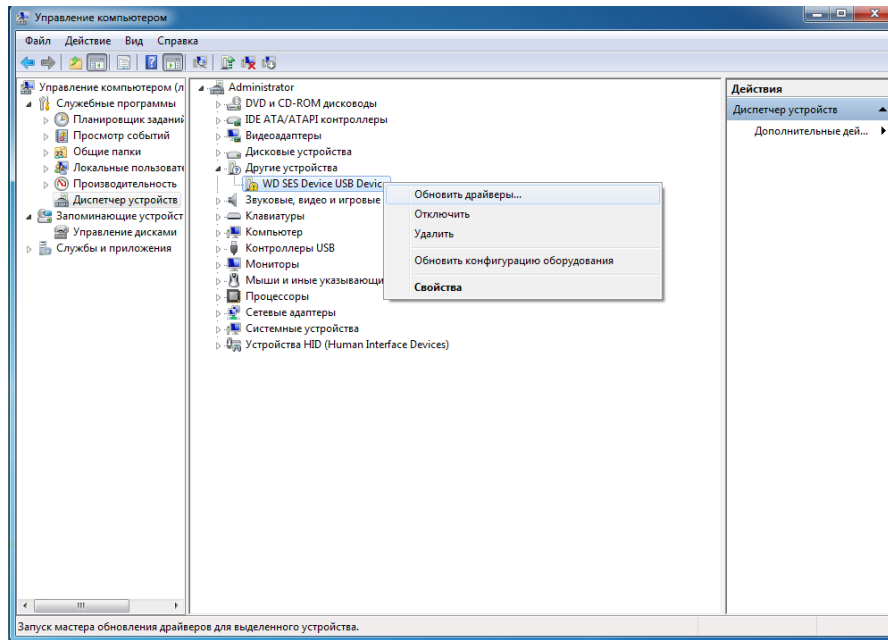 Управление компьютером
Файл Действие Вид Справка
Управление компьютером (л
Служебные программы
Планировщик заданий
Просмотр событий
Общие папки
Локальные пользовате
Производительность
Диспетчер устройств
Запоминающие устройст
Управление дисками
Службы и приложения
Administrator
DVD и CD-ROM дисководы
IDE ATA/ATAPI контроллеры
Видеоадаптеры
Дисковые устройства
Другие устройства
WD SES Device USB Devic
Звуковые, видео и игровые
Клавиатуры
Компьютер
Контроллеры USB
Мониторы
Мыши и иные указывающи
Процессоры
Сетевые адаптеры
Системные устройства
Устройства HID (Human Interface Devices)
Обновить драйверы...
Отключить
Удалить
Обновить конфигурацию оборудования
Свойства
Действия
Диспетчер устройств
Дополнительные дей...
Запуск мастера обновления драйверов для выделенного устройства.